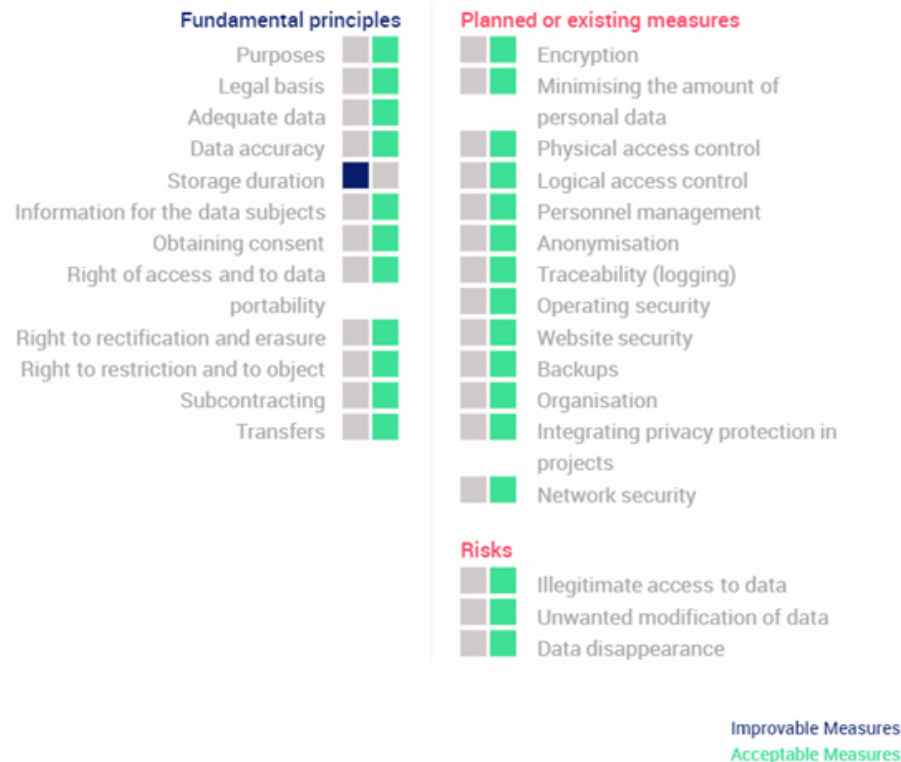 Fundamental principles
Purposes
Legal basis
Adequate data
Data accuracy
Storage duration
Information for the data subjects
Obtaining consent
Right of access and to data
portability
Right to rectification and erasure
Right to restriction and to object
Subcontracting
Transfers
Planned or existing measures
Encryption
Minimising the amount of
personal data
Physical access control
Logical access control
Personnel management
Anonymisation
Traceability (logging)
Operating security
Website security
Backups
Organisation
Integrating privacy protection in
projects
Network security
Risks
Illegitimate access to data
Unwanted modification of data
Data disappearance
Improvable Measures
Acceptable Measures